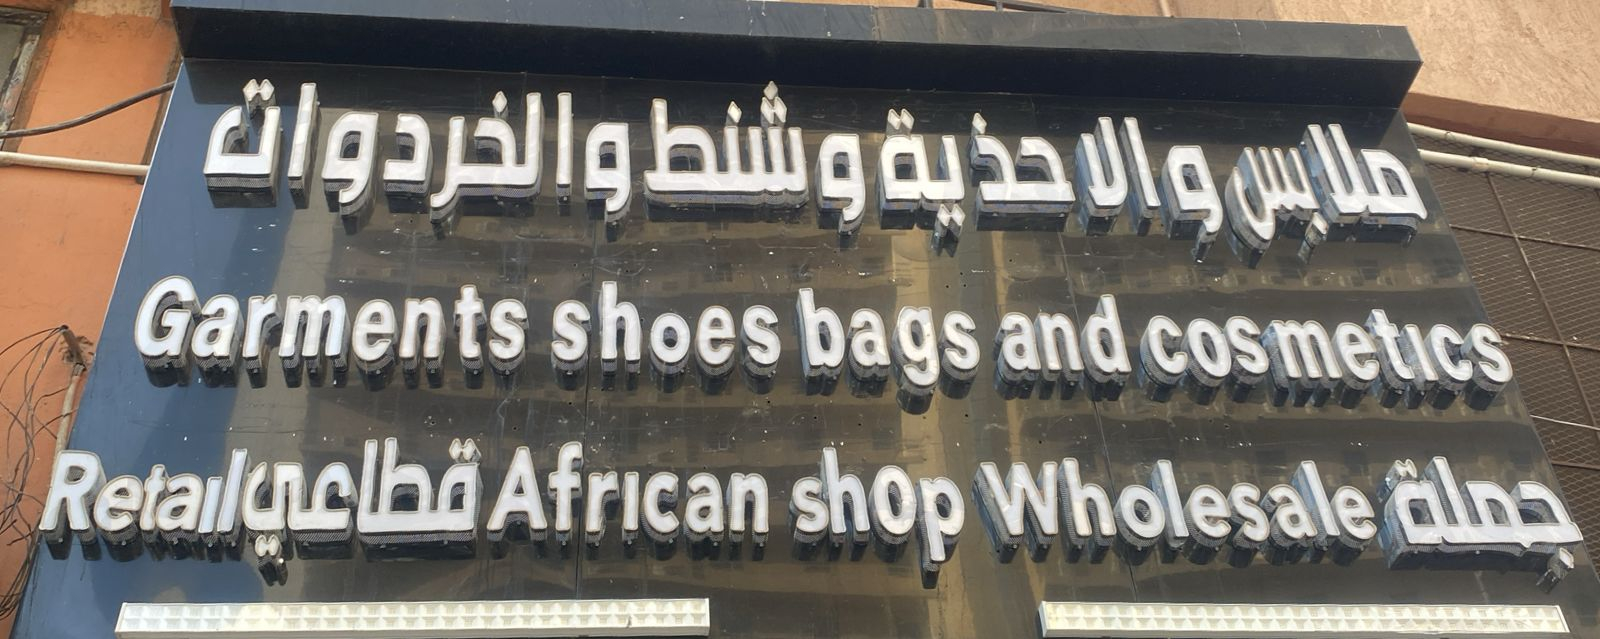 ملابس والاحذية وشنط والخردوات
Garments shoes bags and cosmetics
Retail قطاعي African shop Wholesale جملة